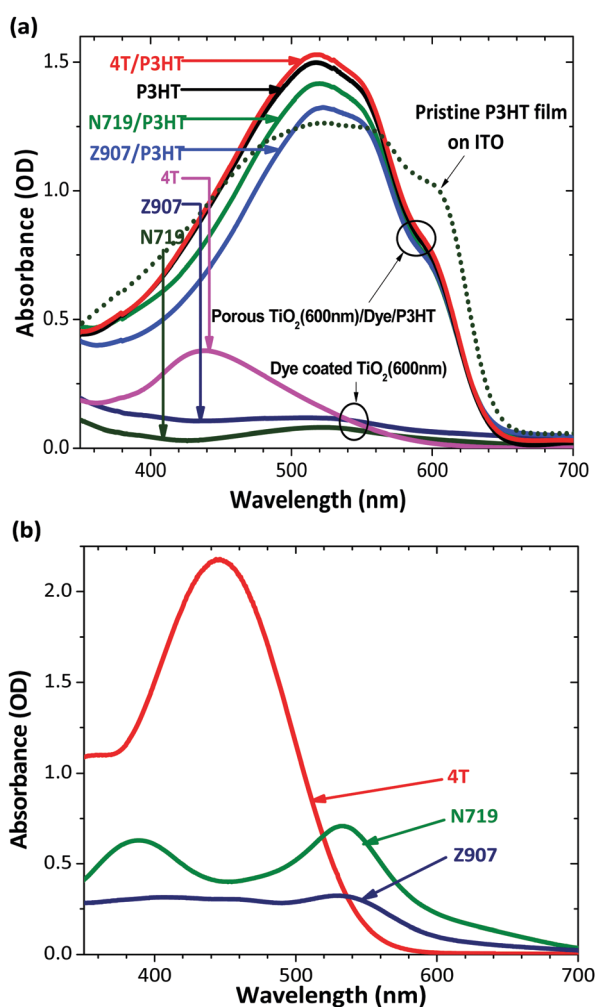 (a)
1.5
1.0
0.5
0.0
Absorbance (OD)
4T/P3HT
P3HT
N719/P3HT
Z907/P3HT
4T
Z907
N719
Pristine P3HT film
on ITO
Porous TiO₂(600nm)/Dye/P3HT
Dye coated TiO₂(600nm)
400 500 600 700
Wavelength (nm)
(b)
2.0
1.5
1.0
0.5
0.0
Absorbance (OD)
4T
N719
Z907
400 500 600 700
Wavelength (nm)